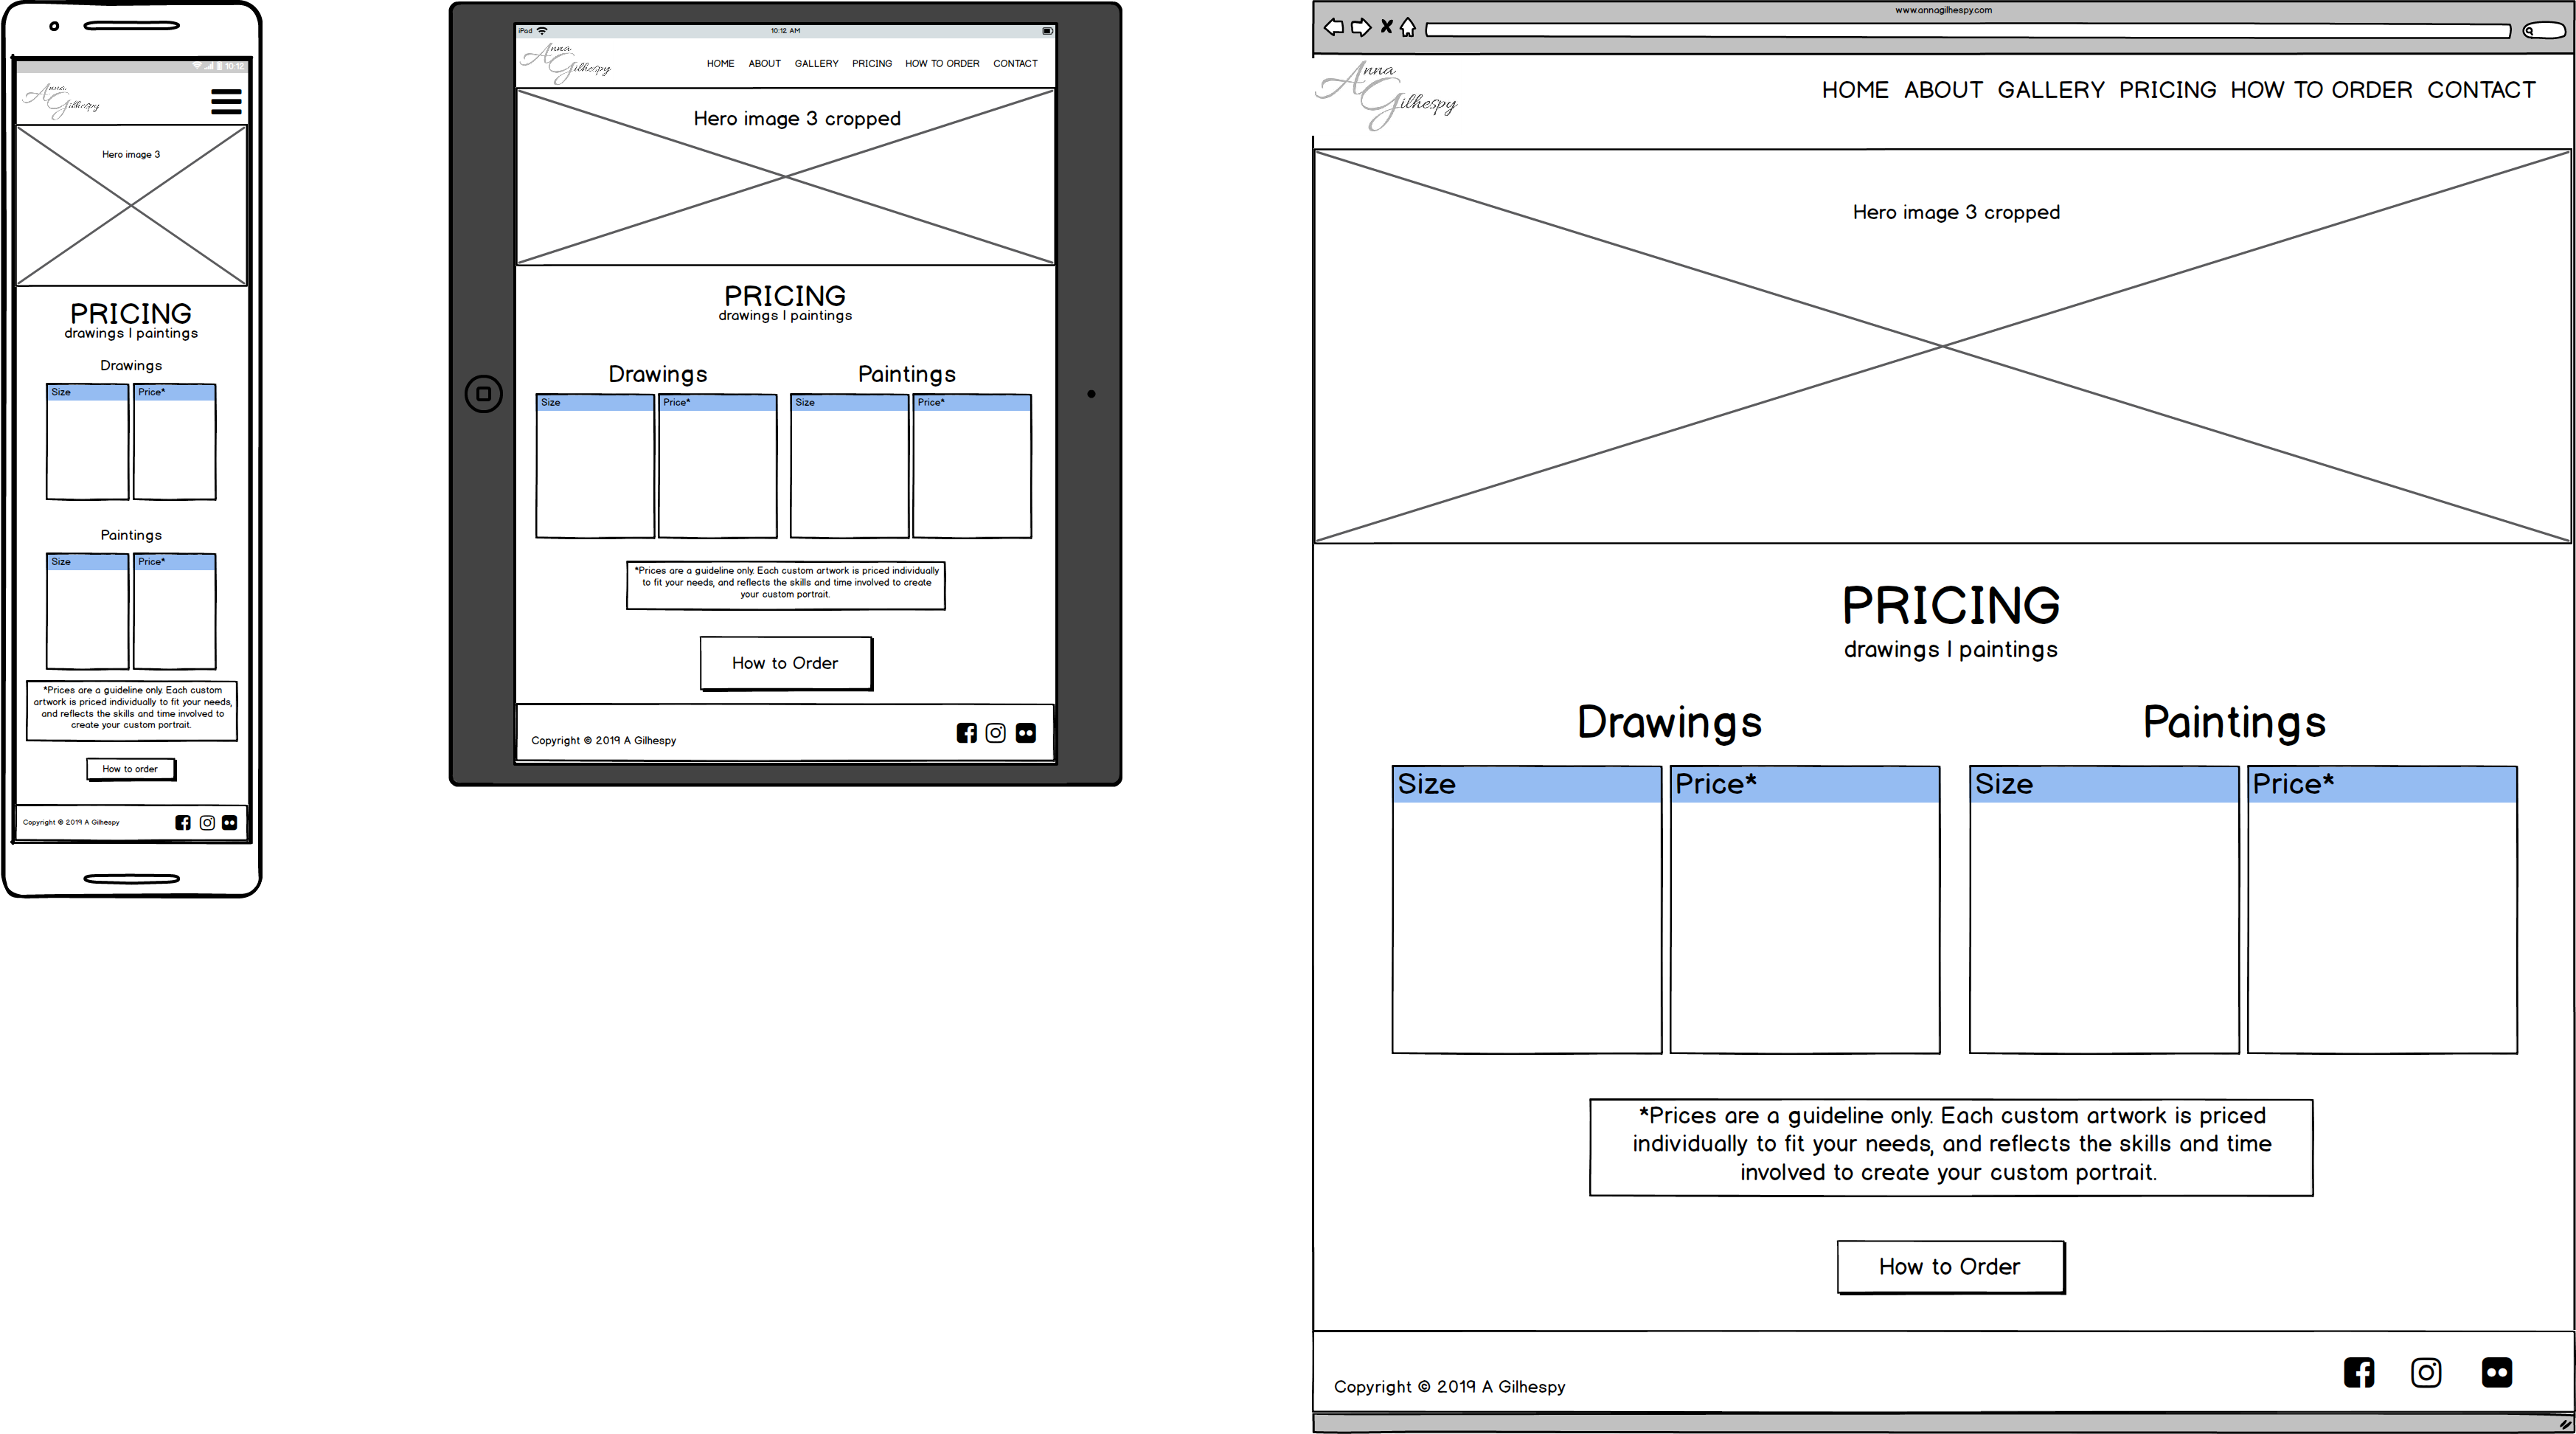 10:12
Anna
Gilhespy
Hero image 3
PRICING
drawings | paintings
Drawings
Size Price*
Paintings
Size Price*
*Prices are a guideline only. Each custom
artwork is priced individually to fit your needs,
and reflects the skills and time involved to
create your custom portrait.
How to order
Copyright © 2019 A Gilhespy
iPad 10:12 AM
Anna
Gilhespy
HOME ABOUT GALLERY PRICING HOW TO ORDER CONTACT
Hero image 3 cropped
PRICING
drawings | paintings
Drawings Paintings
Size Price* Size Price*
*Prices are a guideline only. Each custom artwork is priced individually
to fit your needs, and reflects the skills and time involved to create
your custom portrait.
How to Order
Copyright © 2019 A Gilhespy
www.annagilhespy.com
Anna
Gilhespy
HOME ABOUT GALLERY PRICING HOW TO ORDER CONTACT
Hero image 3 cropped
PRICING
drawings | paintings
Drawings Paintings
Size Price* Size Price*
*Prices are a guideline only. Each custom artwork is priced
individually to fit your needs, and reflects the skills and time
involved to create your custom portrait.
How to Order
Copyright © 2019 A Gilhespy